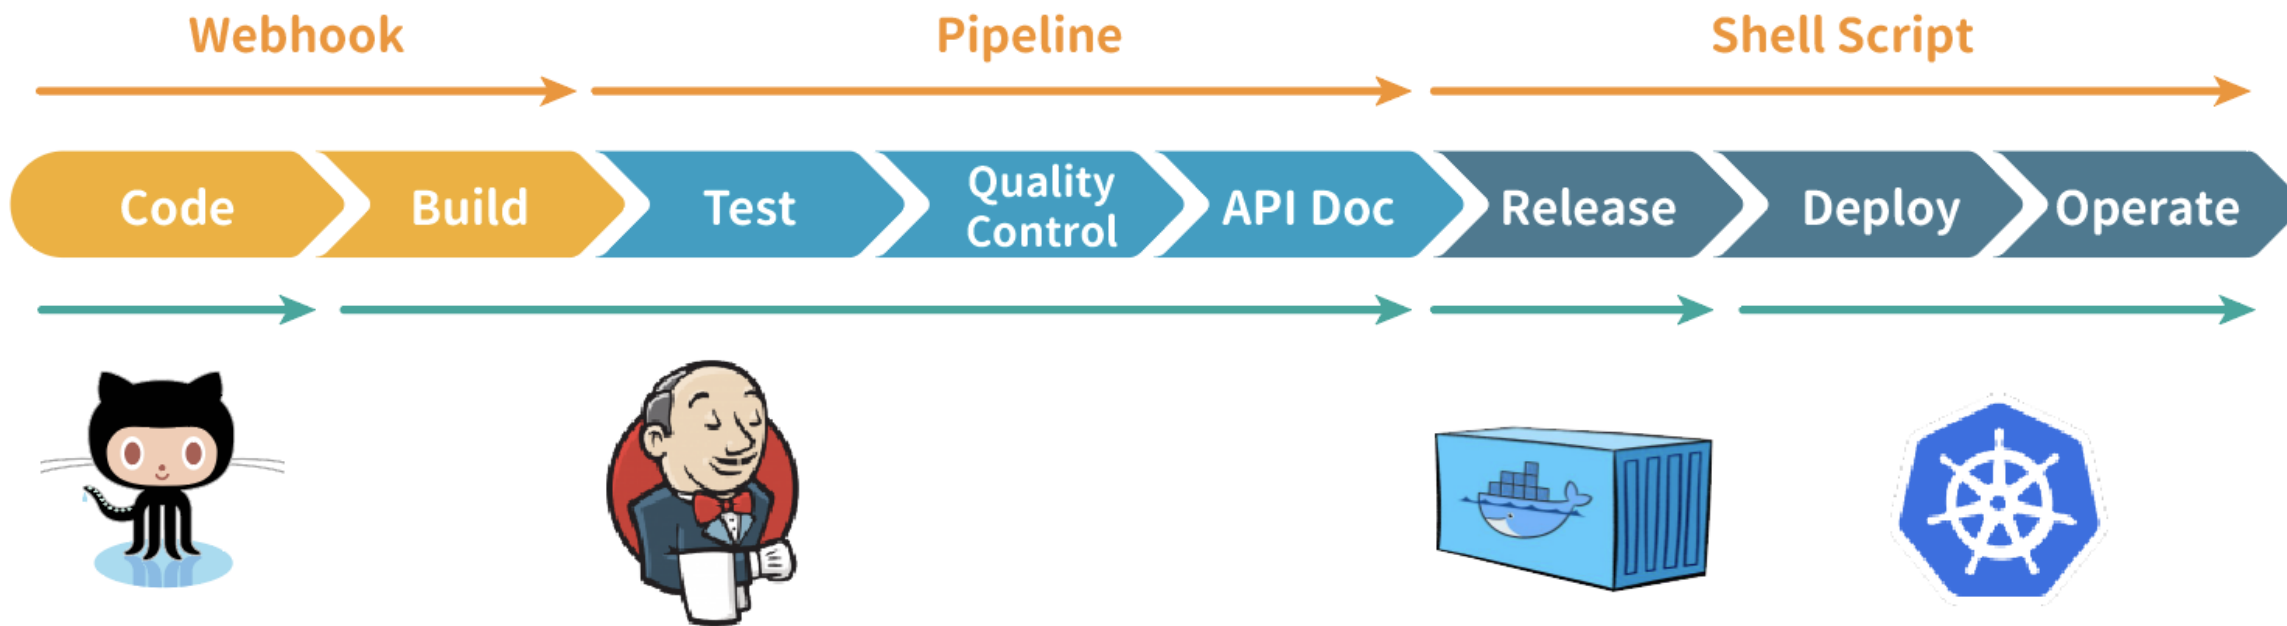 Webhook
Pipeline
Shell Script
Code
Build
Test
Quality
Control
API Doc
Release
Deploy
Operate